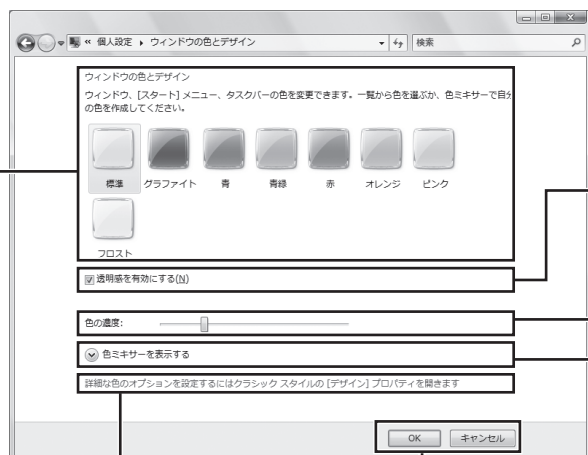 « 個人設定 ▸ ウィンドウの色とデザイン
検索
ウィンドウの色とデザイン
ウィンドウ、[スタート] メニュー、タスクバーの色を変更できます。一覧から色を選ぶか、色ミキサーで自分
の色を作成してください。
標準 グラファイト 青 青緑 赤 オレンジ ピンク
フロスト
透明感を有効にする(N)
色の濃度:
色ミキサーを表示する
詳細な色のオプションを設定するにはクラシック スタイルの [デザイン] プロパティを開きます
OK キャンセル